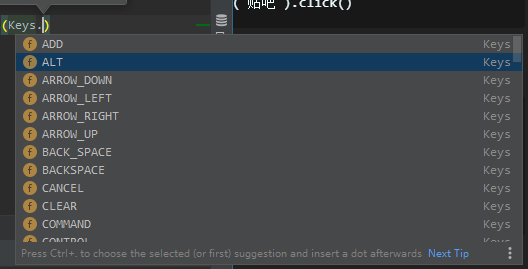 ("贴吧").click()
(Keys.)
ADD Keys
ALT Keys
ARROW_DOWN Keys
ARROW_LEFT Keys
ARROW_RIGHT Keys
ARROW_UP Keys
BACK_SPACE Keys
BACKSPACE Keys
CANCEL Keys
CLEAR Keys
COMMAND Keys
CONTROL Keys
Press Ctrl+. to choose the selected (or first) suggestion and insert a dot afterwards Next Tip